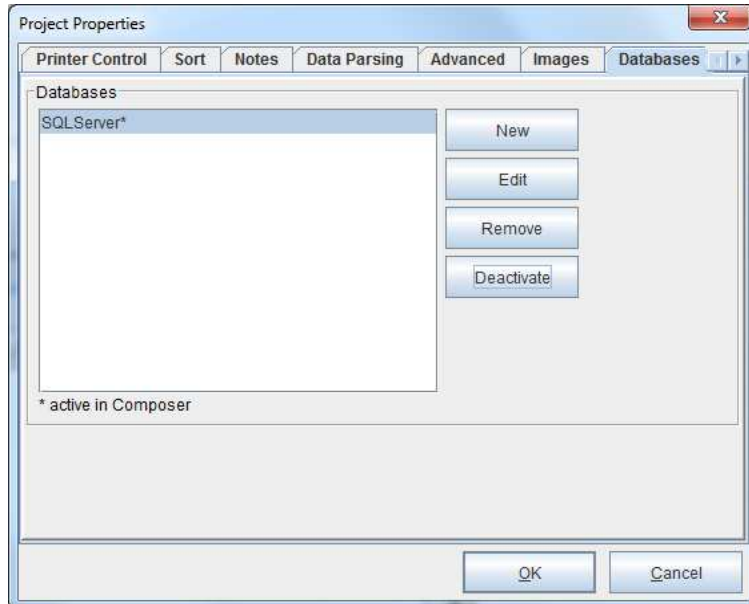 Project Properties
Printer Control Sort Notes Data Parsing Advanced Images Databases
Databases
SQLServer*
New
Edit
Remove
Deactivate
* active in Composer
OK Cancel